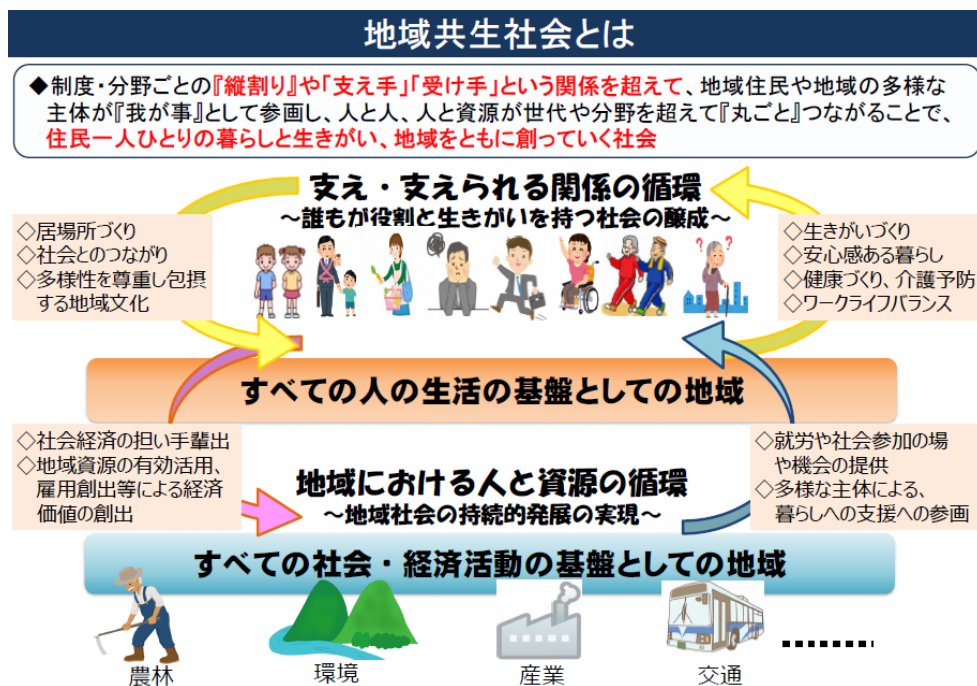 地域共生社会とは
◆制度・分野ごとの『縦割り』や「支え手」「受け手」という関係を超えて、地域住民や地域の多様な
主体が『我が事』として参画し、人と人、人と資源が世代や分野を超えて『丸ごと』つながることで、
住民一人ひとりの暮らしと生きがい、地域をともに創っていく社会
支え・支えられる関係の循環
～誰もが役割と生きがいを持つ社会の醸成～
◇居場所づくり
◇社会とのつながり
◇多様性を尊重し包摂
する地域文化
◇生きがいづくり
◇安心感ある暮らし
◇健康づくり、介護予防
◇ワークライフバランス
? ?
すべての人の生活の基盤としての地域
◇社会経済の担い手輩出
◇地域資源の有効活用、
雇用創出等による経済
価値の創出
地域における人と資源の循環
～地域社会の持続的発展の実現～
◇就労や社会参加の場
や機会の提供
◇多様な主体による、
暮らしへの支援への参画
すべての社会・経済活動の基盤としての地域
農林
環境
産業
交通
………